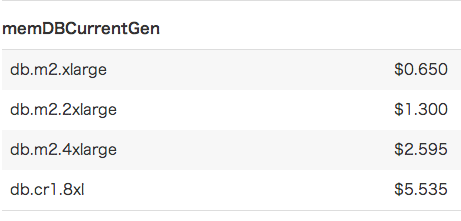 memDBCurrentGen
db.m2.xlarge $0.650
db.m2.2xlarge $1.300
db.m2.4xlarge $2.595
db.cr1.8xl $5.535